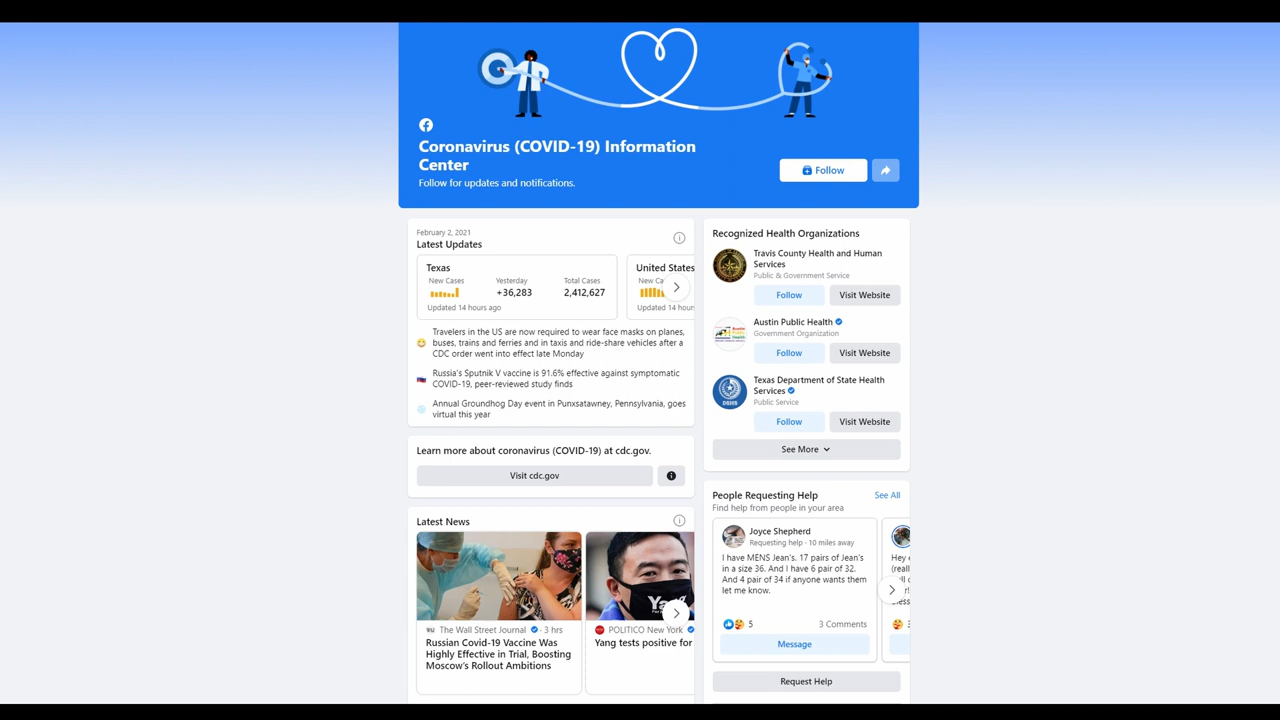 Coronavirus (COVID-19) Information
Center
Follow for updates and notifications.
Follow
February 2, 2021
Latest Updates
Texas
New Cases
Yesterday
+36,283
Total Cases
2,412,627
Updated 14 hours ago
United States
New
Updated 14 hours
Travelers in the US are now required to wear face masks on planes,
buses, trains and ferries and in taxis and ride-share vehicles after a
CDC order went into effect late Monday
Russia's Sputnik V vaccine is 91.6% effective against symptomatic
COVID-19, peer-reviewed study finds
Annual Groundhog Day event in Punxsatawney, Pennsylvania, goes
virtual this year
Learn more about coronavirus (COVID-19) at cdc.gov.
Visit cdc.gov
Latest News
The Wall Street Journal · 3 hrs
Russian Covid-19 Vaccine Was
Highly Effective in Trial, Boosting
Moscow's Rollout Ambitions
POLITICO New York
Yang tests positive for
Recognized Health Organizations
Travis County Health and Human
Services
Public & Government Service
Follow
Visit Website
Austin Public Health
Government Organization
Follow
Visit Website
Texas Department of State Health
Services
Public Service
Follow
Visit Website
See More
People Requesting Help
See All
Find help from people in your area
Joyce Shepherd
Requesting help · 10 miles away
I have MENS Jean's. 17 pairs of Jean's
in a size 36. And I have 6 pair of 32.
And 4 pair of 34 if anyone wants them
let me know.
5
3 Comments
Message
Hey
(real
3
Request Help